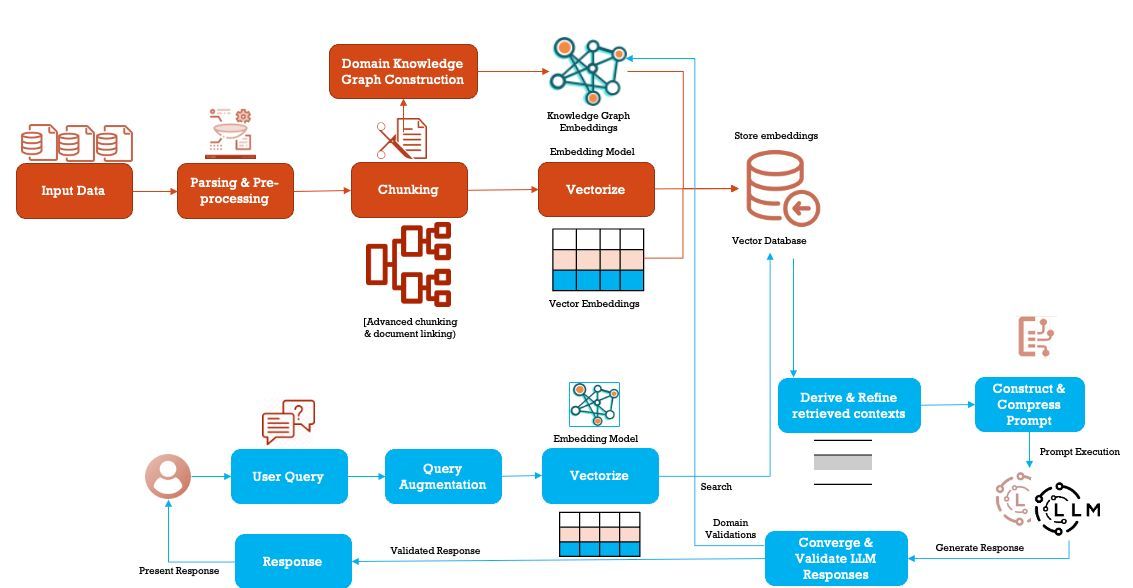 Domain Knowledge
Graph Construction
Knowledge Graph
Embeddings
Store embeddings
Embedding Model
Input Data
Parsing & Pre-
processing
Chunking
Vectorize
Vector Database
Vector Embeddings
[Advanced chunking
& document linking)
?
Derive & Refine
retrieved contexts
Construct &
Compress
Prompt
Embedding Model
Prompt Execution
User Query
Query
Augmentation
Vectorize
Search
L
LLM
Domain
Validations
Converge &
Validate LLM
Responses
Generate Response
Validated Response
Response
Present Response